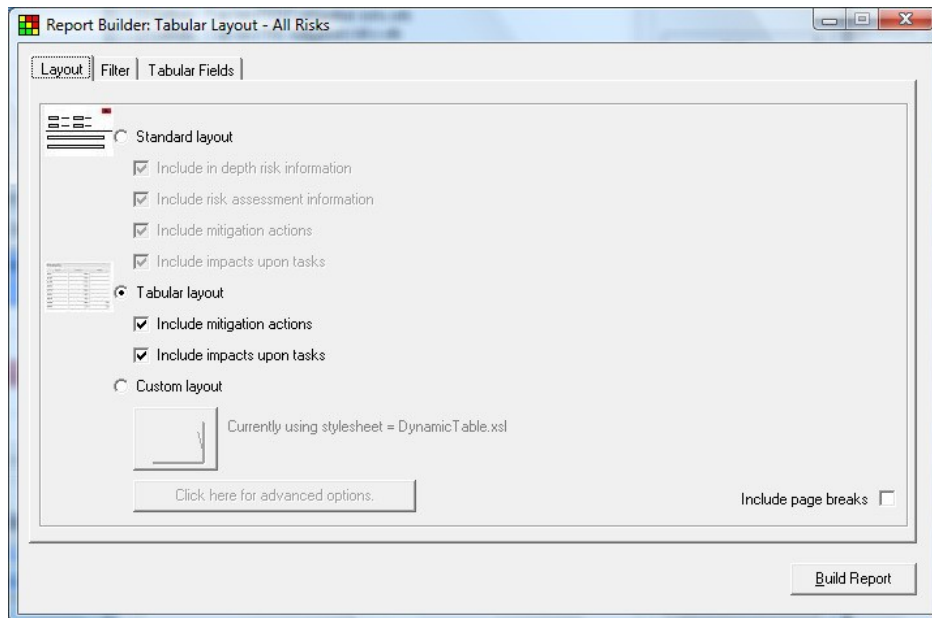 Report Builder: Tabular Layout - All Risks
Layout Filter Tabular Fields
Standard layout
Include in depth risk information
Include risk assessment information
Include mitigation actions
Include impacts upon tasks
Tabular layout
Include mitigation actions
Include impacts upon tasks
Custom layout
Currently using stylesheet = DynamicTable.xsl
Click here for advanced options.
Include page breaks
Build Report